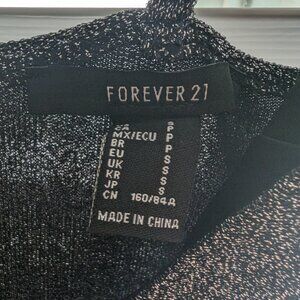 FOREVER 21
S
MX/ECU P
BR P
EU S
UK S
KR S
JP S
CN 160/84A
MADE IN CHINA